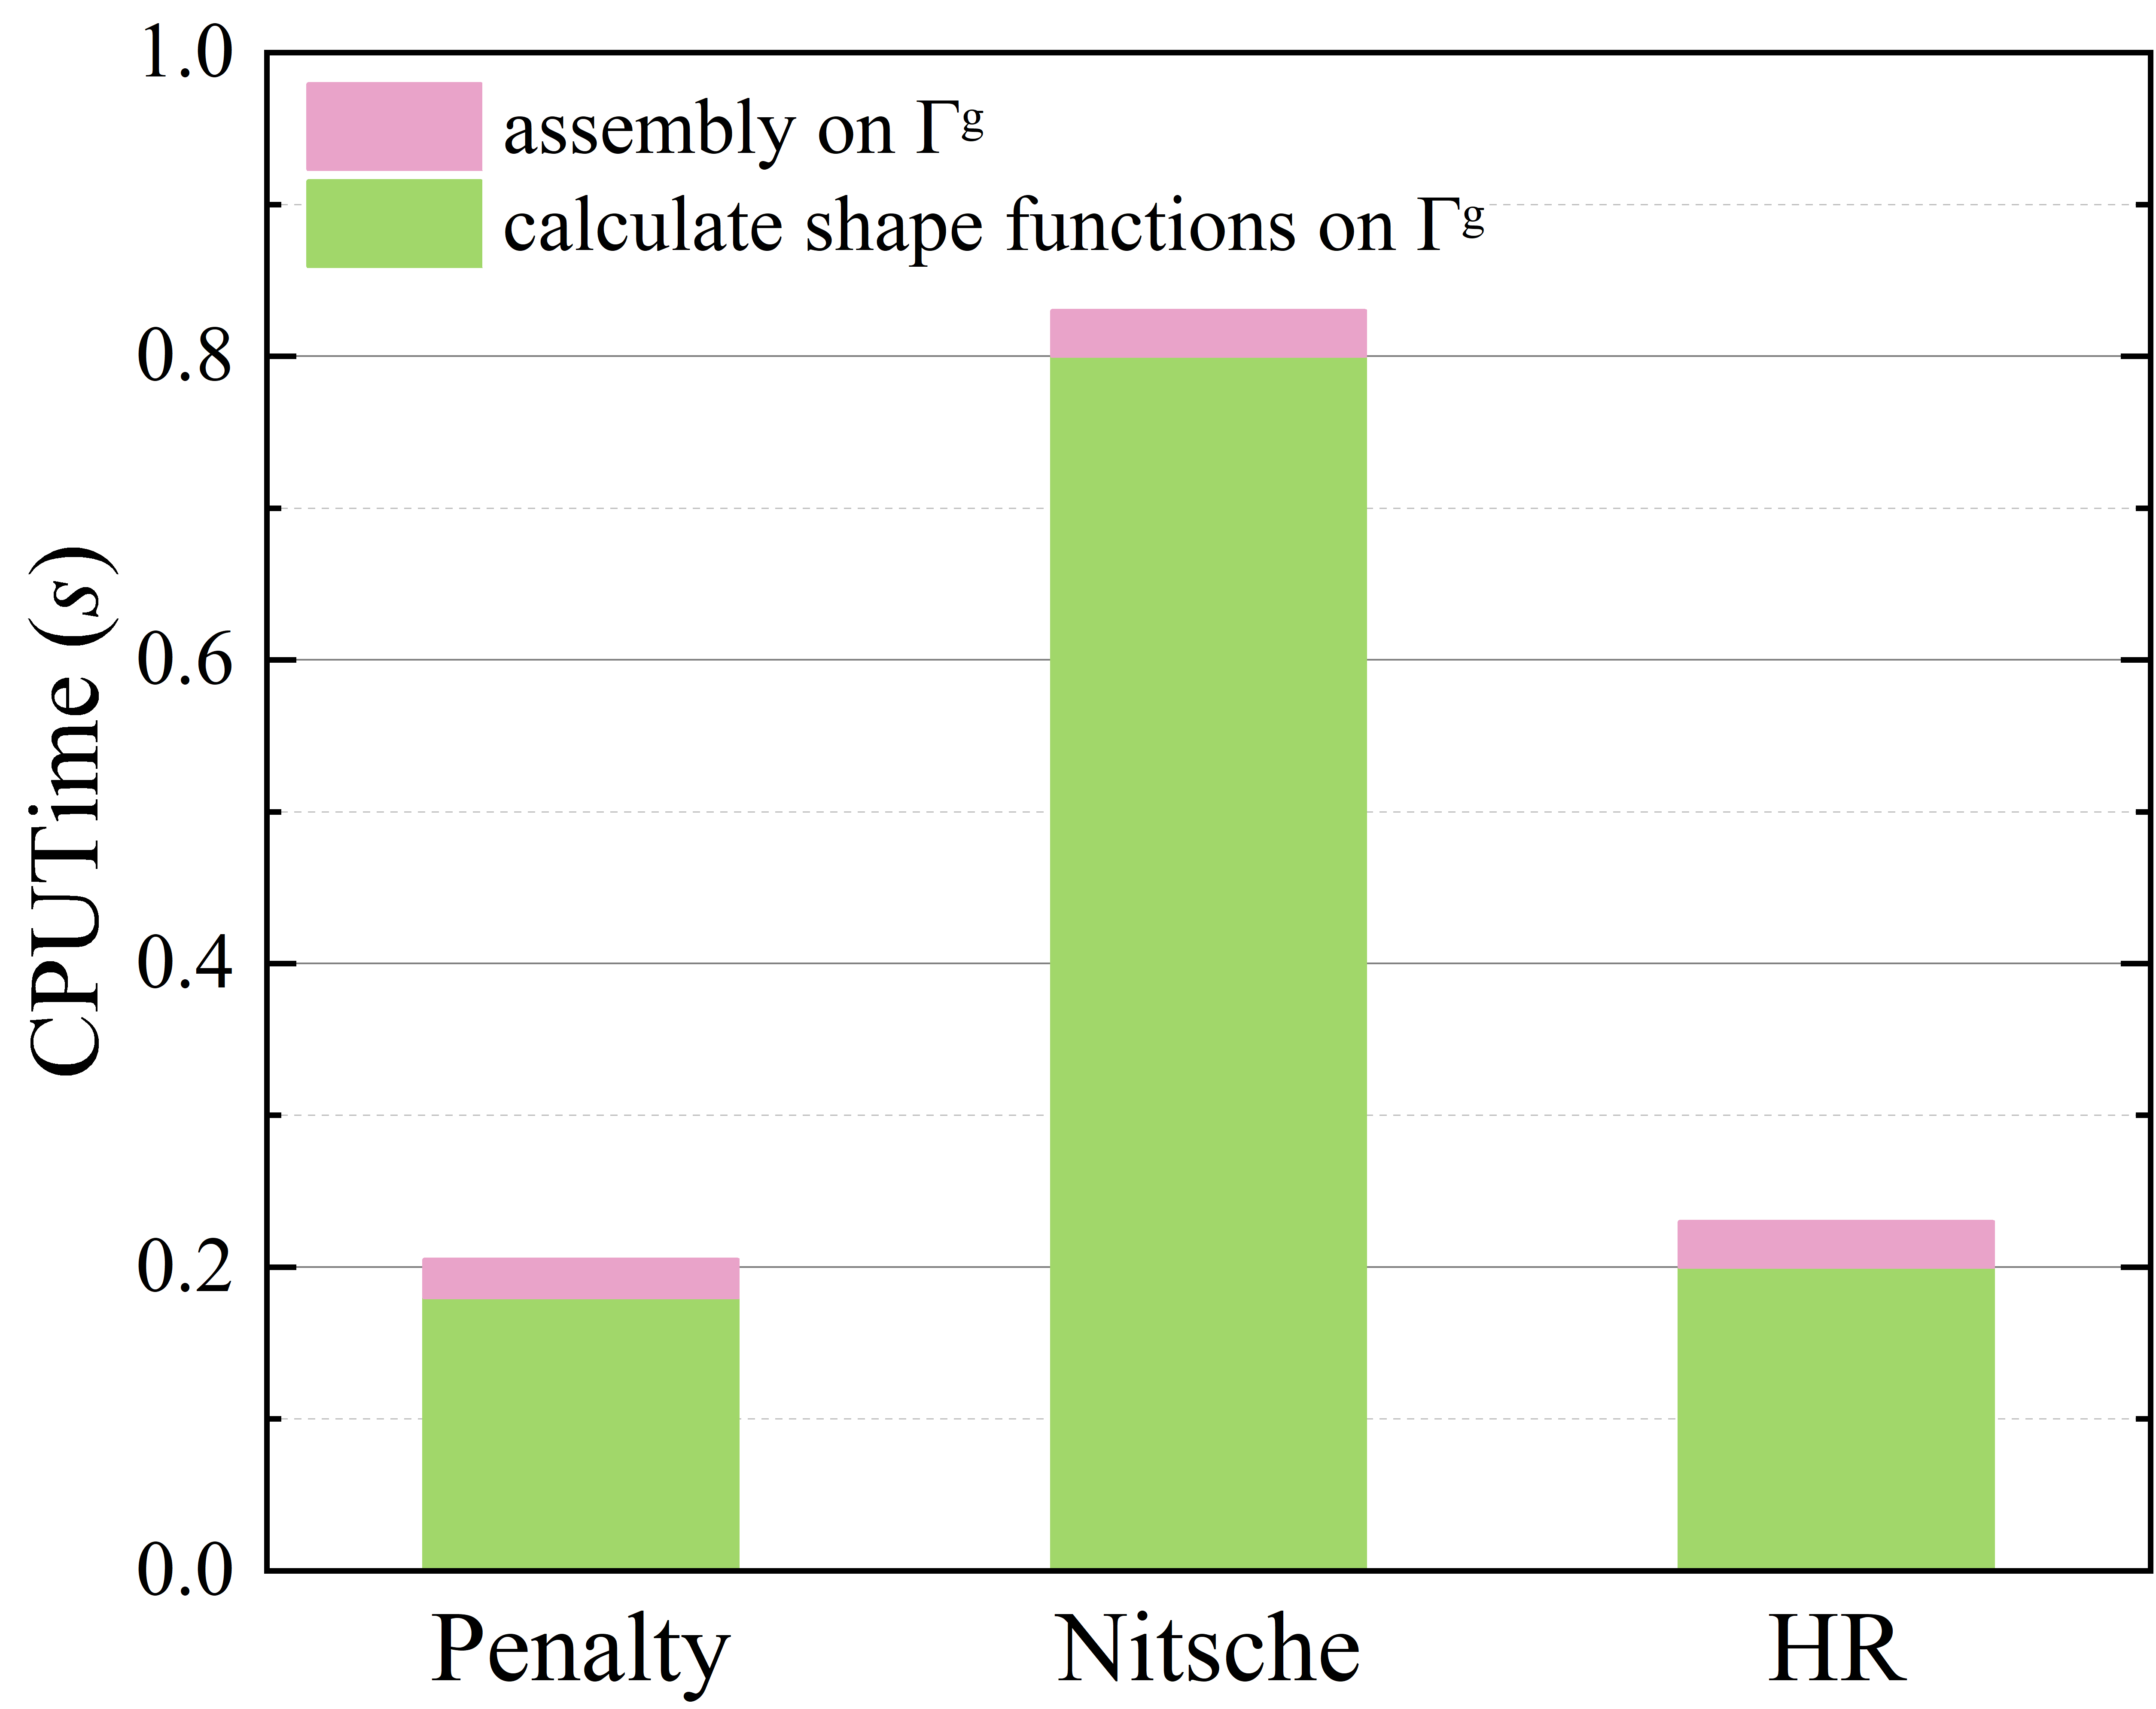 1.0
assembly on Γᵍ
calculate shape functions on Γᵍ
0.8
0.6
0.4
0.2
0.0
CPUTime (s)
Penalty Nitsche HR